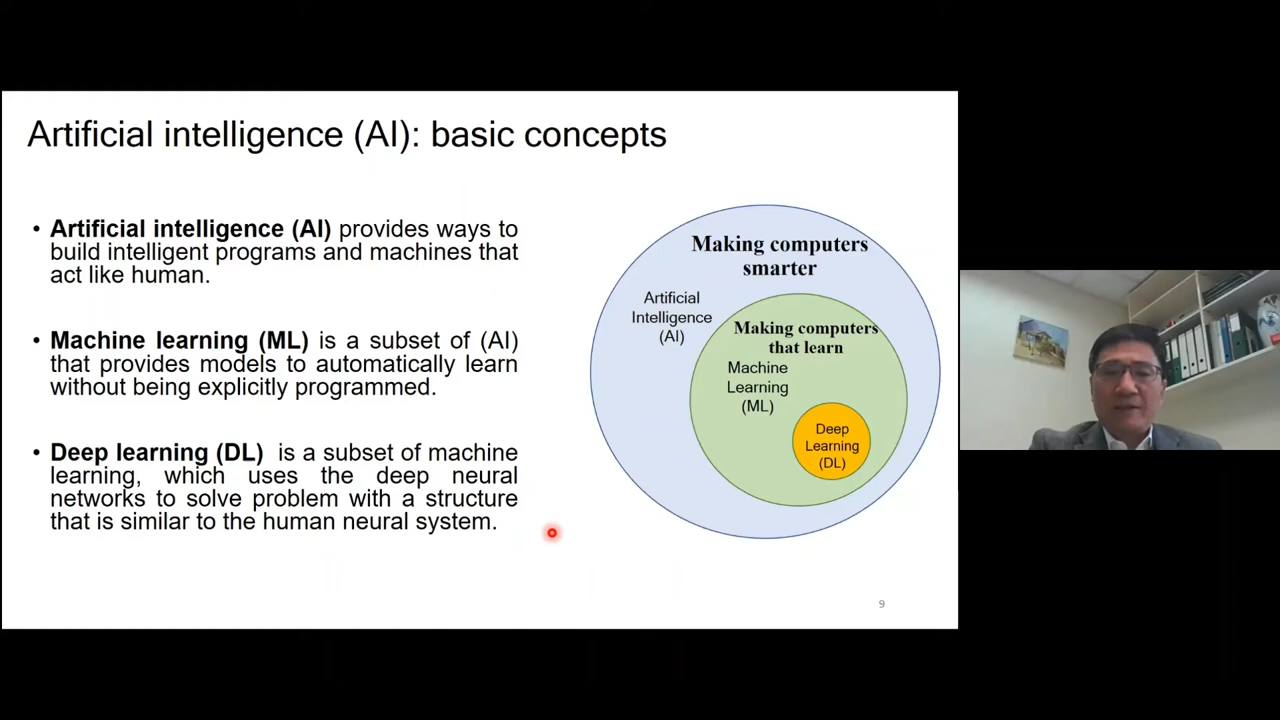 Artificial intelligence (AI): basic concepts
• Artificial intelligence (AI) provides ways to
build intelligent programs and machines that
act like human.
• Machine learning (ML) is a subset of (AI)
that provides models to automatically learn
without being explicitly programmed.
• Deep learning (DL) is a subset of machine
learning, which uses the deep neural
networks to solve problem with a structure
that is similar to the human neural system.
Making computers
smarter
Artificial
Intelligence
(AI)
Making computers
that learn
Machine
Learning
(ML)
Deep
Learning
(DL)
9